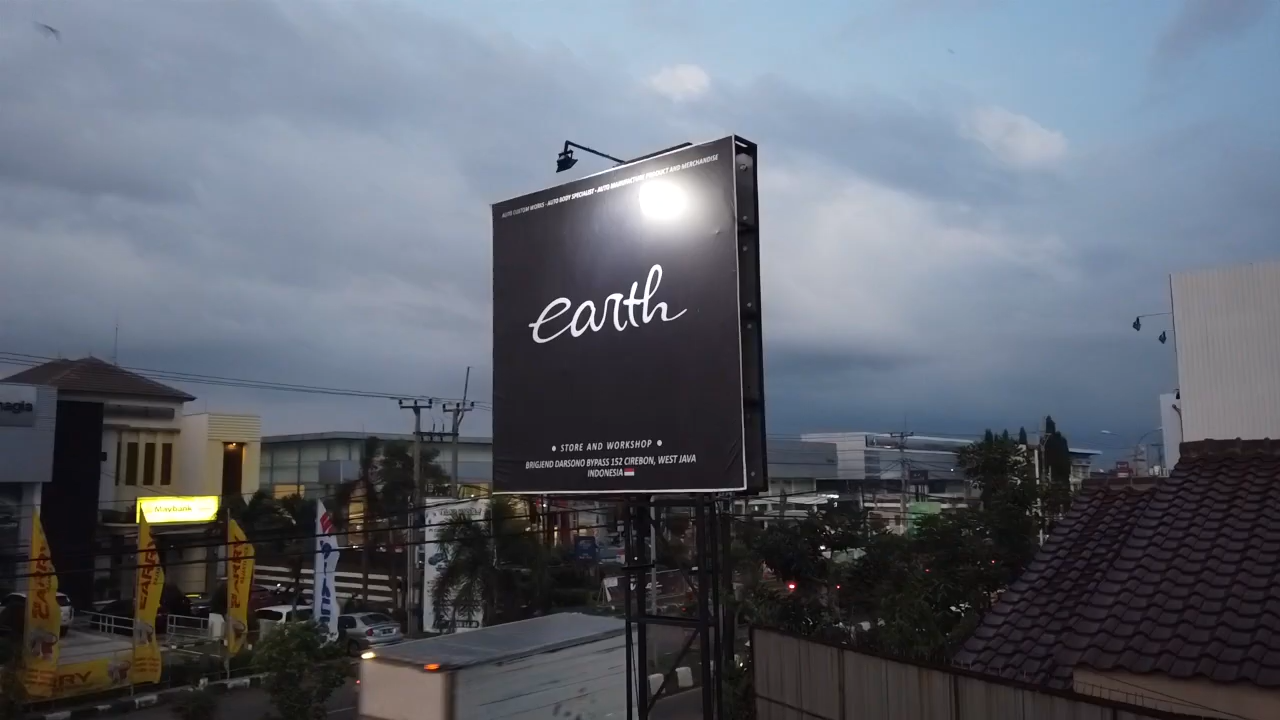 AUTO CUSTOM WORKS - AUTO BODY SPECIALIST - AUTO MANUFACTURE PRODUCT AND MERCHANDISE
earth
• STORE AND WORKSHOP •
BRIGJEND DARSONO BYPASS 152 CIREBON, WEST JAVA
INDONESIA
Maybank
CARRY